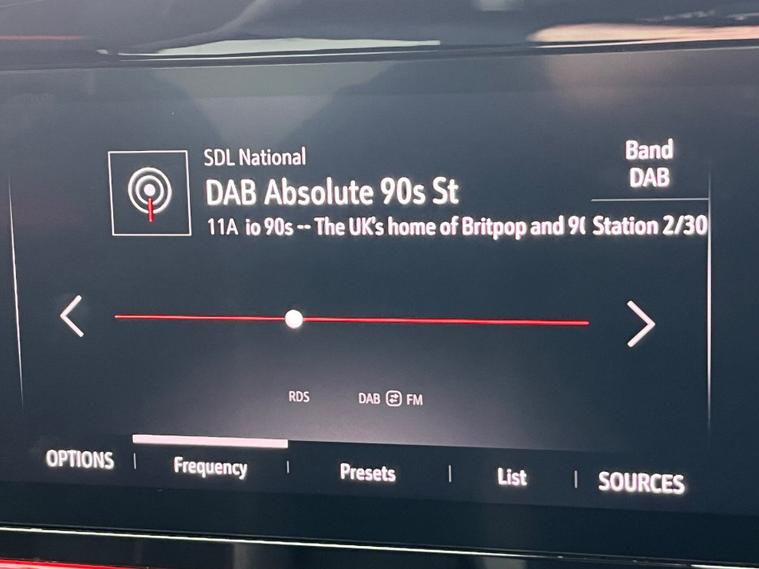 SDL National
Band
DAB
DAB Absolute 90s St
11A io 90s -- The UK's home of Britpop and 9(
Station 2/30
RDS
DAB FM
OPTIONS
Frequency
Presets
List
SOURCES